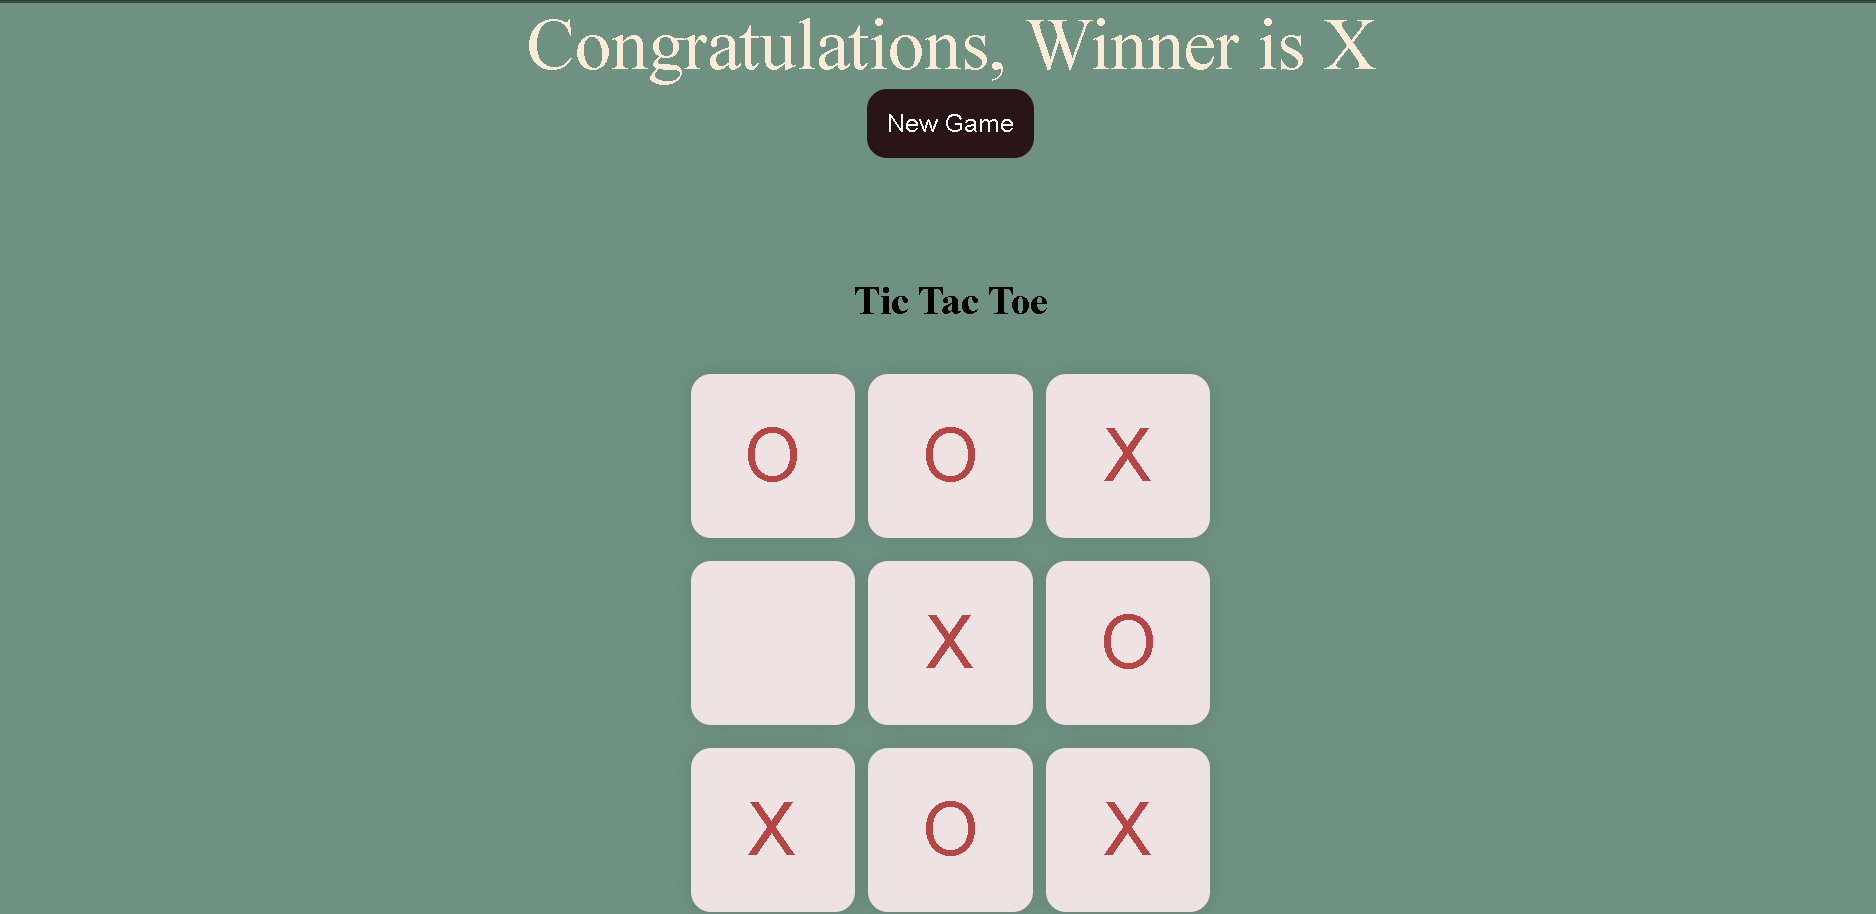 Congratulations, Winner is X
New Game
Tic Tac Toe
O O X
X O
X O X